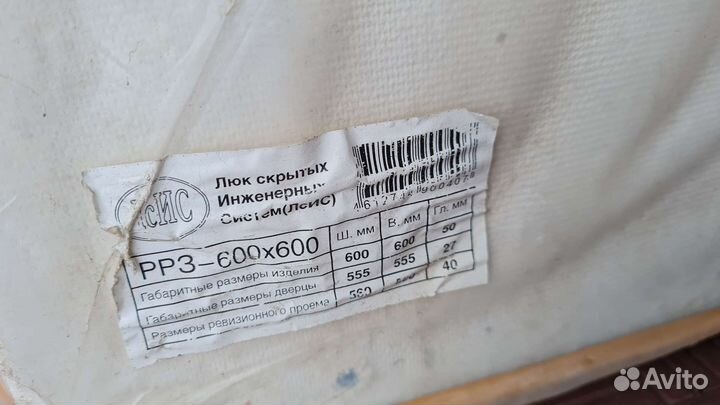 ЛсИС
Люк скрытых
Инженерных
Систем(ЛсИС)
РРЗ-600х600
Ш. мм В. мм Гл. мм
Габаритные размеры изделия 600 600 50
Габаритные размеры дверцы 555 555 27
Размеры ревизионного проема 560 40
Avito